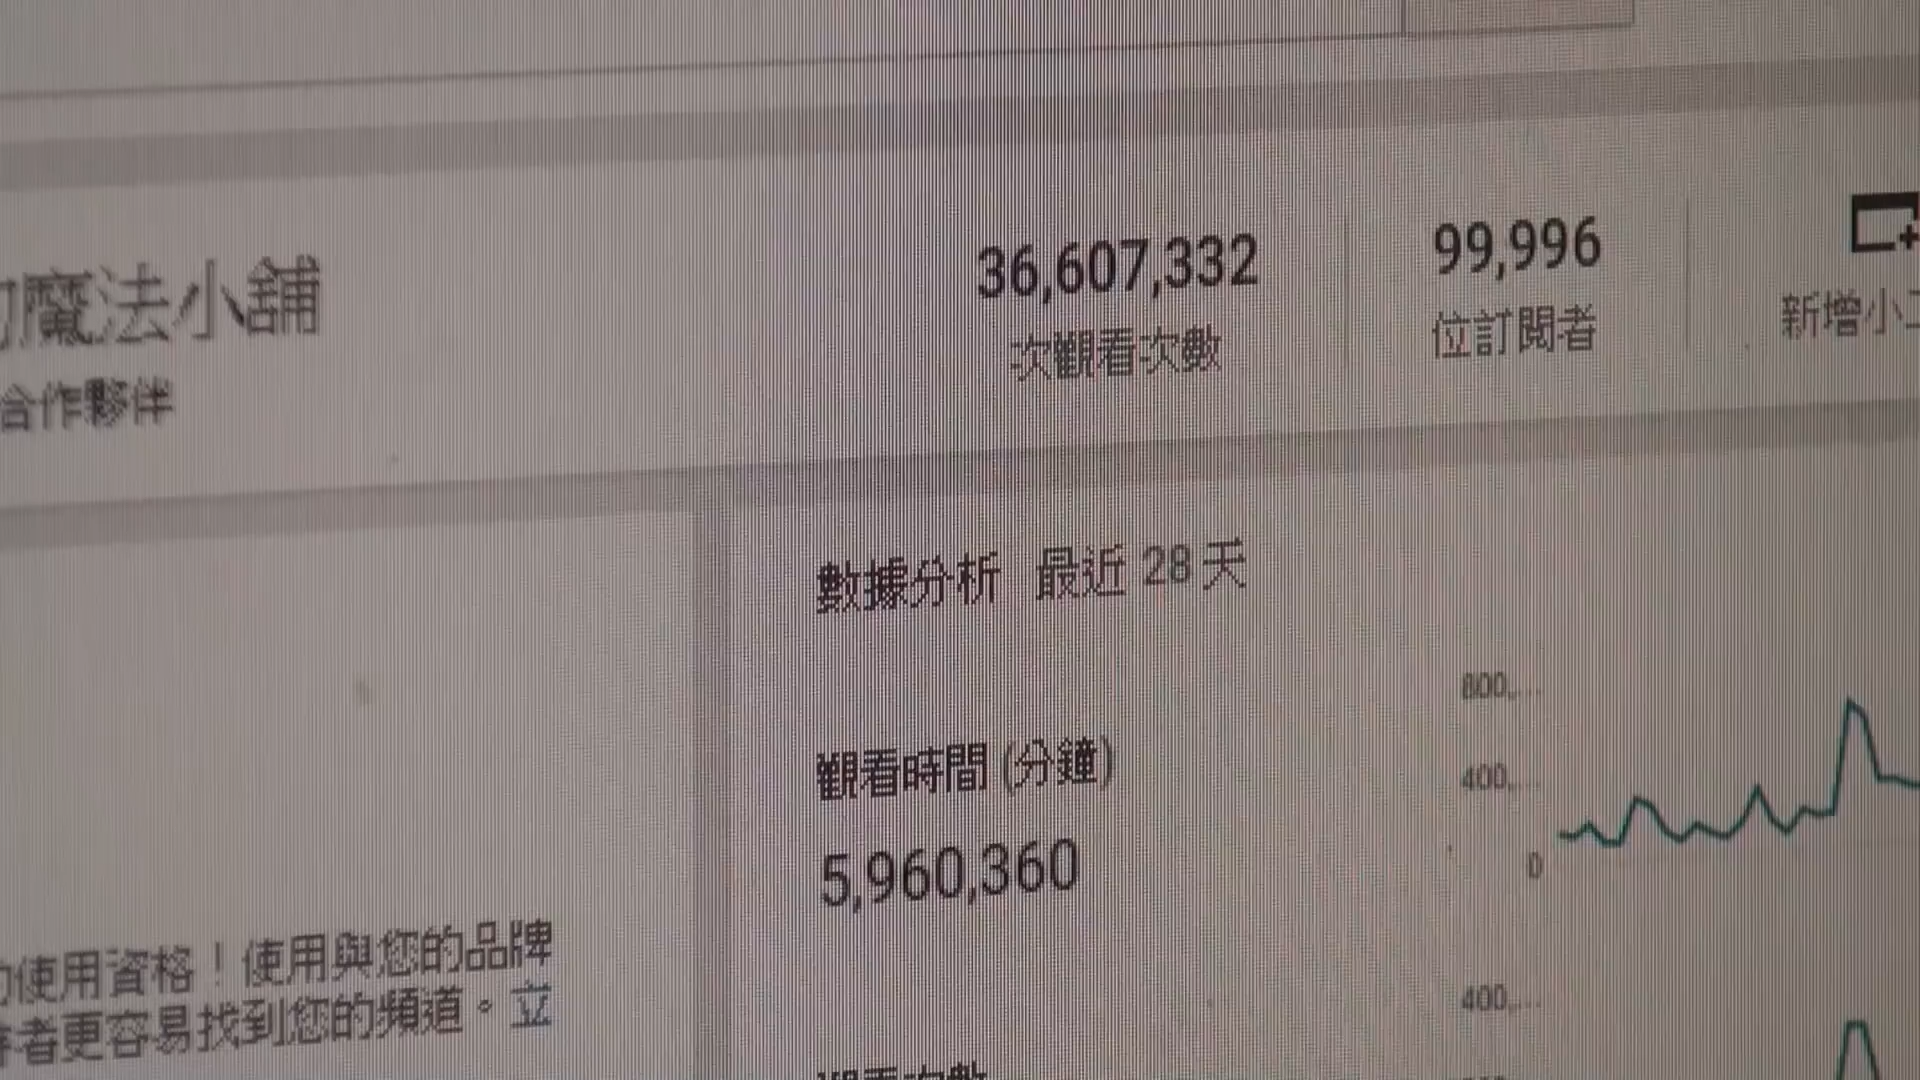 魔法小舖
合作夥伴
36,607,332
次觀看次數
99,996
位訂閱者
新增小
數據分析 最近 28 天
觀看時間 (分鐘)
5,960,360
800,...
400,...
0
400,...
使用資格！使用與您的品牌
者更容易找到您的頻道。立